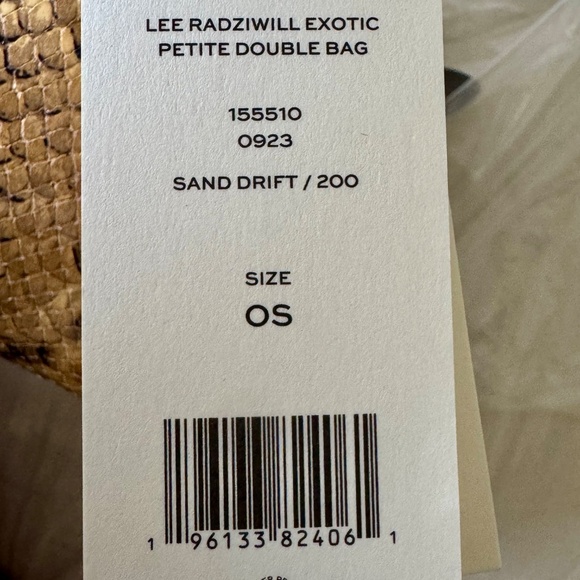 LEE RADZIWILL EXOTIC
PETITE DOUBLE BAG
155510
0923
SAND DRIFT / 200
SIZE
OS
1 96133 82406 1